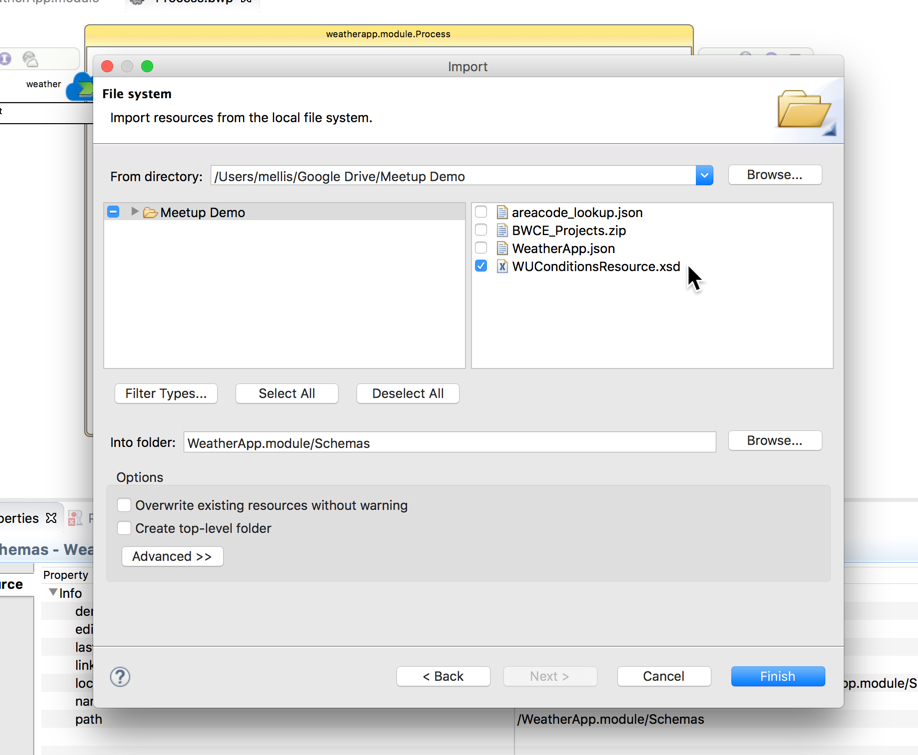 weatherapp.module.Process
weather
Import
File system
Import resources from the local file system.
From directory: /Users/mellis/Google Drive/Meetup Demo Browse...
Meetup Demo
areacode_lookup.json
BWCE_Projects.zip
WeatherApp.json
WUConditionsResource.xsd
Filter Types... Select All Deselect All
Into folder: WeatherApp.module/Schemas Browse...
Options
Overwrite existing resources without warning
Create top-level folder
Advanced >>
? < Back Next > Cancel Finish
perties
hemas - Wea
rce
Property
Info
der
edi
las
link
loc pp.module/S
nar
path /WeatherApp.module/Schemas